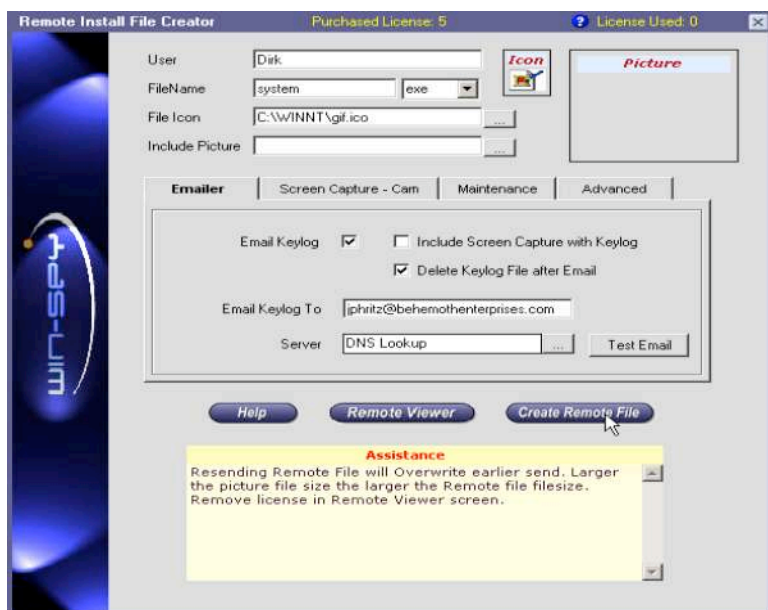 Remote Install File Creator Purchased License: 5 ? License Used: 0
User Dirk
Icon
Picture
FileName system exe
File Icon C:\WINNT\gif.ico ...
Include Picture ...
Emailer Screen Capture - Cam Maintenance Advanced
Email Keylog Include Screen Capture with Keylog
Delete Keylog File after Email
Email Keylog To jphritz@behemothenterprises.com
Server DNS Lookup ... Test Email
win-spy
Help Remote Viewer Create Remote File
Assistance
Resending Remote File will Overwrite earlier send. Larger
the picture file size the larger the Remote file filesize.
Remove license in Remote Viewer screen.